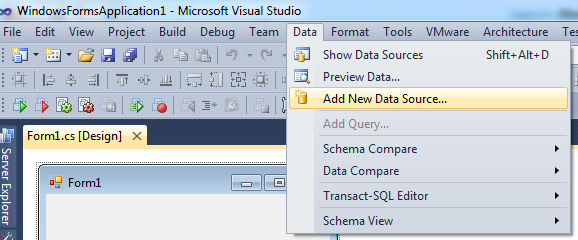 WindowsFormsApplication1 - Microsoft Visual Studio
File Edit View Project Build Debug Team Data Format Tools VMware Architecture Test
Show Data Sources Shift+Alt+D
Preview Data...
Add New Data Source...
Add Query...
Form1.cs [Design]
Schema Compare
Data Compare
Form1
Transact-SQL Editor
Schema View
Server Explorer